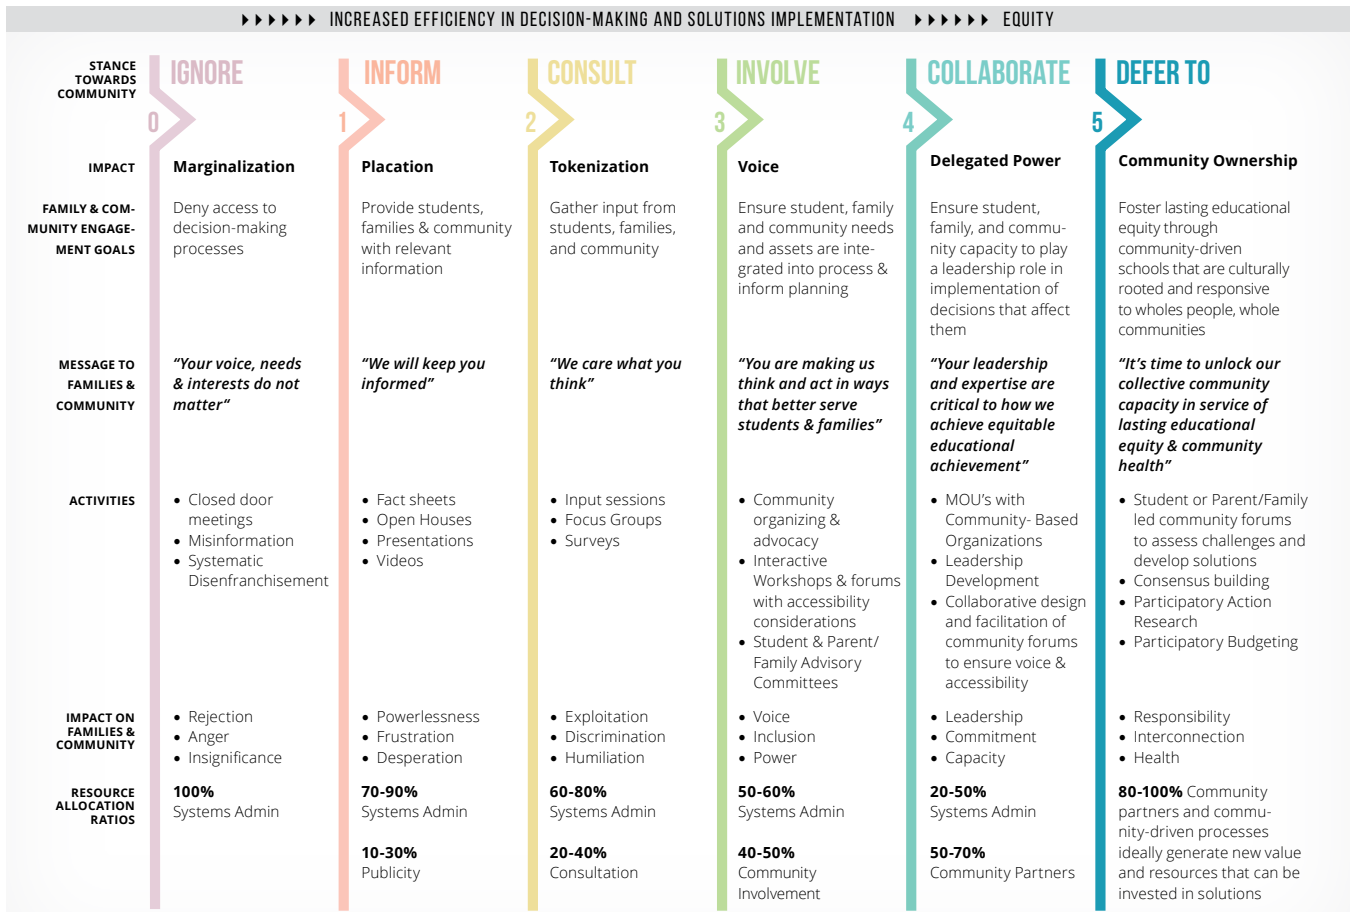 INCREASED EFFICIENCY IN DECISION-MAKING AND SOLUTIONS IMPLEMENTATION EQUITY
STANCE
TOWARDS
COMMUNITY
IGNORE
0
INFORM
1
CONSULT
2
INVOLVE
3
COLLABORATE
4
DEFER TO
5
IMPACT
Marginalization
Placation
Tokenization
Voice
Delegated Power
Community Ownership
FAMILY & COM-
MUNITY ENGAGE-
MENT GOALS
Deny access to
decision-making
processes
Provide students,
families & community
with relevant
information
Gather input from
students, families,
and community
Ensure student, family
and community needs
and assets are inte-
grated into process &
inform planning
Ensure student,
family, and commu-
nity capacity to play
a leadership role in
implementation of
decisions that affect
them
Foster lasting educational
equity through
community-driven
schools that are culturally
rooted and responsive
to wholes people, whole
communities
MESSAGE TO
FAMILIES &
COMMUNITY
“Your voice, needs
& interests do not
matter“
“We will keep you
informed”
“We care what you
think”
“You are making us
think and act in ways
that better serve
students & families”
“Your leadership
and expertise are
critical to how we
achieve equitable
educational
achievement”
“It’s time to unlock our
collective community
capacity in service of
lasting educational
equity & community
health”
ACTIVITIES
• Closed door
meetings
• Misinformation
• Systematic
Disenfranchisement
• Fact sheets
• Open Houses
• Presentations
• Videos
• Input sessions
• Focus Groups
• Surveys
• Community
organizing &
advocacy
• Interactive
Workshops & forums
with accessibility
considerations
• Student & Parent/
Family Advisory
Committees
• MOU’s with
Community- Based
Organizations
• Leadership
Development
• Collaborative design
and facilitation of
community forums
to ensure voice &
accessibility
• Student or Parent/Family
led community forums
to assess challenges and
develop solutions
• Consensus building
• Participatory Action
Research
• Participatory Budgeting
IMPACT ON
FAMILIES &
COMMUNITY
• Rejection
• Anger
• Insignificance
• Powerlessness
• Frustration
• Desperation
• Exploitation
• Discrimination
• Humiliation
• Voice
• Inclusion
• Power
• Leadership
• Commitment
• Capacity
• Responsibility
• Interconnection
• Health
RESOURCE
ALLOCATION
RATIOS
100%
Systems Admin
70-90%
Systems Admin
10-30%
Publicity
60-80%
Systems Admin
20-40%
Consultation
50-60%
Systems Admin
40-50%
Community
Involvement
20-50%
Systems Admin
50-70%
Community Partners
80-100% Community
partners and commu-
nity-driven processes
ideally generate new value
and resources that can be
invested in solutions